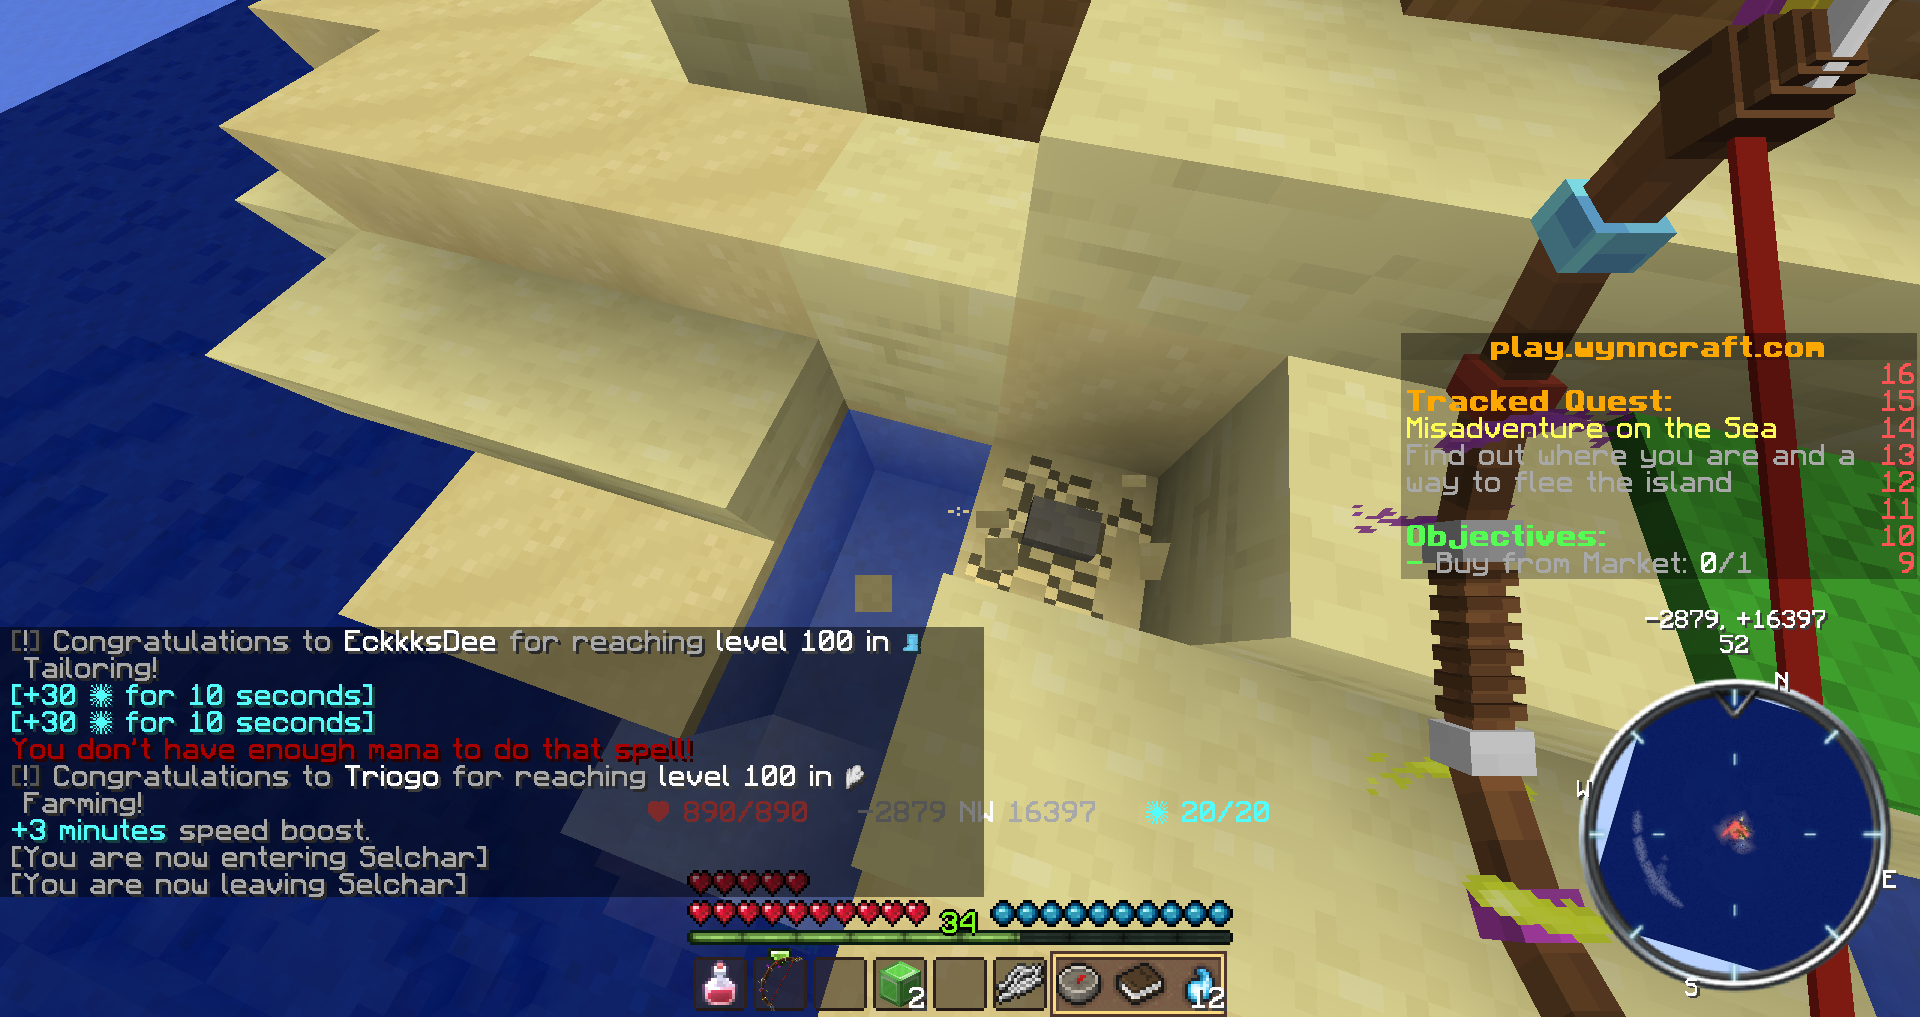 play.wynncraft.com
16
Tracked Quest: 15
Misadventure on the Sea 14
Find out where you are and a 13
way to flee the island 12
11
Objectives: 10
- Buy from Market: 0/1 9
-2879, +16397
52
N
W
E
S
[!] Congratulations to EckkksDee for reaching level 100 in
Tailoring!
[+30 for 10 seconds]
[+30 for 10 seconds]
You don't have enough mana to do that spell!
[!] Congratulations to Triogo for reaching level 100 in
Farming!
+3 minutes speed boost.
[You are now entering Selchar]
[You are now leaving Selchar]
890/890 -2879 NW 16397 20/20
34
2
12